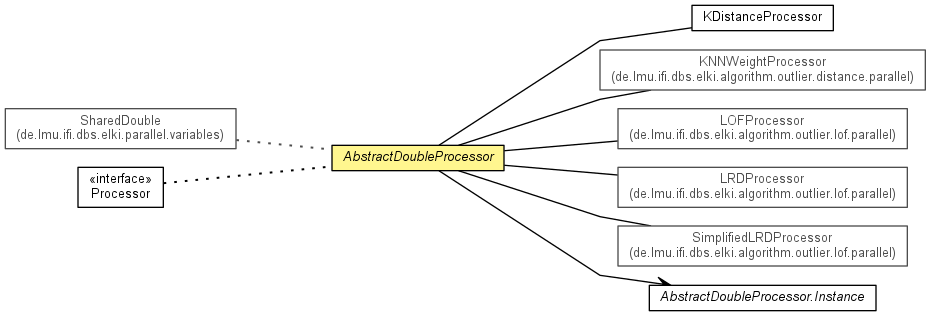 KDistanceProcessor
KNNWeightProcessor
(de.lmu.ifi.dbs.elki.algorithm.outlier.distance.parallel)
SharedDouble
(de.lmu.ifi.dbs.elki.parallel.variables)
LOFProcessor
(de.lmu.ifi.dbs.elki.algorithm.outlier.lof.parallel)
AbstractDoubleProcessor
«interface»
Processor
LRDProcessor
(de.lmu.ifi.dbs.elki.algorithm.outlier.lof.parallel)
SimplifiedLRDProcessor
(de.lmu.ifi.dbs.elki.algorithm.outlier.lof.parallel)
AbstractDoubleProcessor.Instance